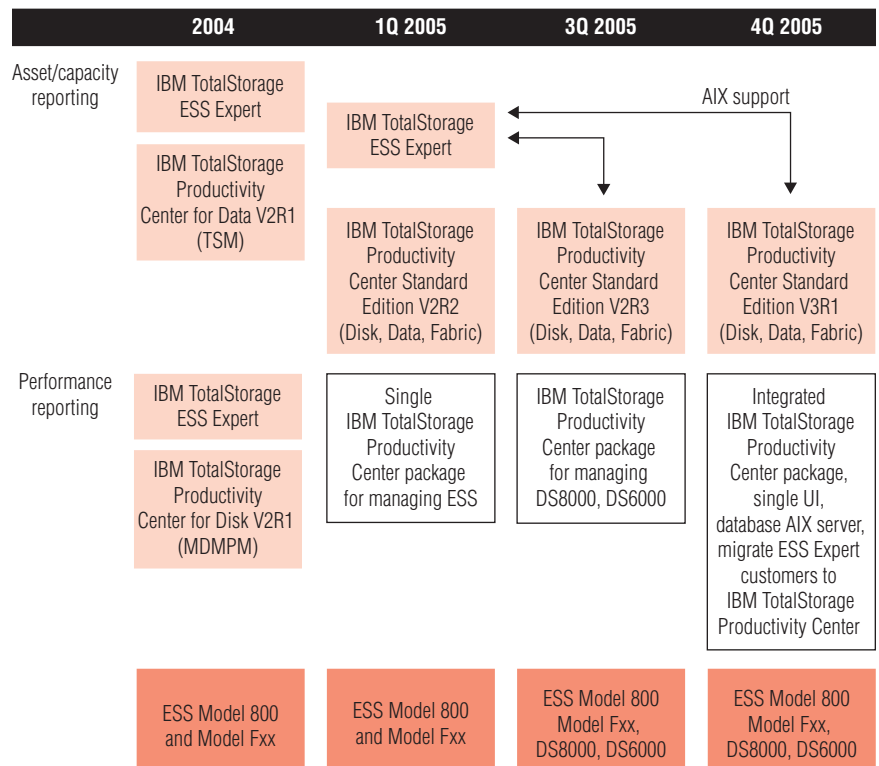 2004
1Q 2005
3Q 2005
4Q 2005
Asset/capacity
reporting
IBM TotalStorage
ESS Expert
IBM TotalStorage
Productivity
Center for Data V2R1
(TSM)
IBM TotalStorage
ESS Expert
AIX support
IBM TotalStorage
Productivity
Center Standard
Edition V2R2
(Disk, Data, Fabric)
IBM TotalStorage
Productivity
Center Standard
Edition V2R3
(Disk, Data, Fabric)
IBM TotalStorage
Productivity
Center Standard
Edition V3R1
(Disk, Data, Fabric)
Performance
reporting
IBM TotalStorage
ESS Expert
IBM TotalStorage
Productivity
Center for Disk V2R1
(MDMPM)
Single
IBM TotalStorage
Productivity
Center package
for managing ESS
IBM TotalStorage
Productivity
Center package
for managing
DS8000, DS6000
Integrated
IBM TotalStorage
Productivity
Center package,
single UI,
database AIX server,
migrate ESS Expert
customers to
IBM TotalStorage
Productivity Center
ESS Model 800
and Model Fxx
ESS Model 800
and Model Fxx
ESS Model 800
Model Fxx,
DS8000, DS6000
ESS Model 800
Model Fxx,
DS8000, DS6000